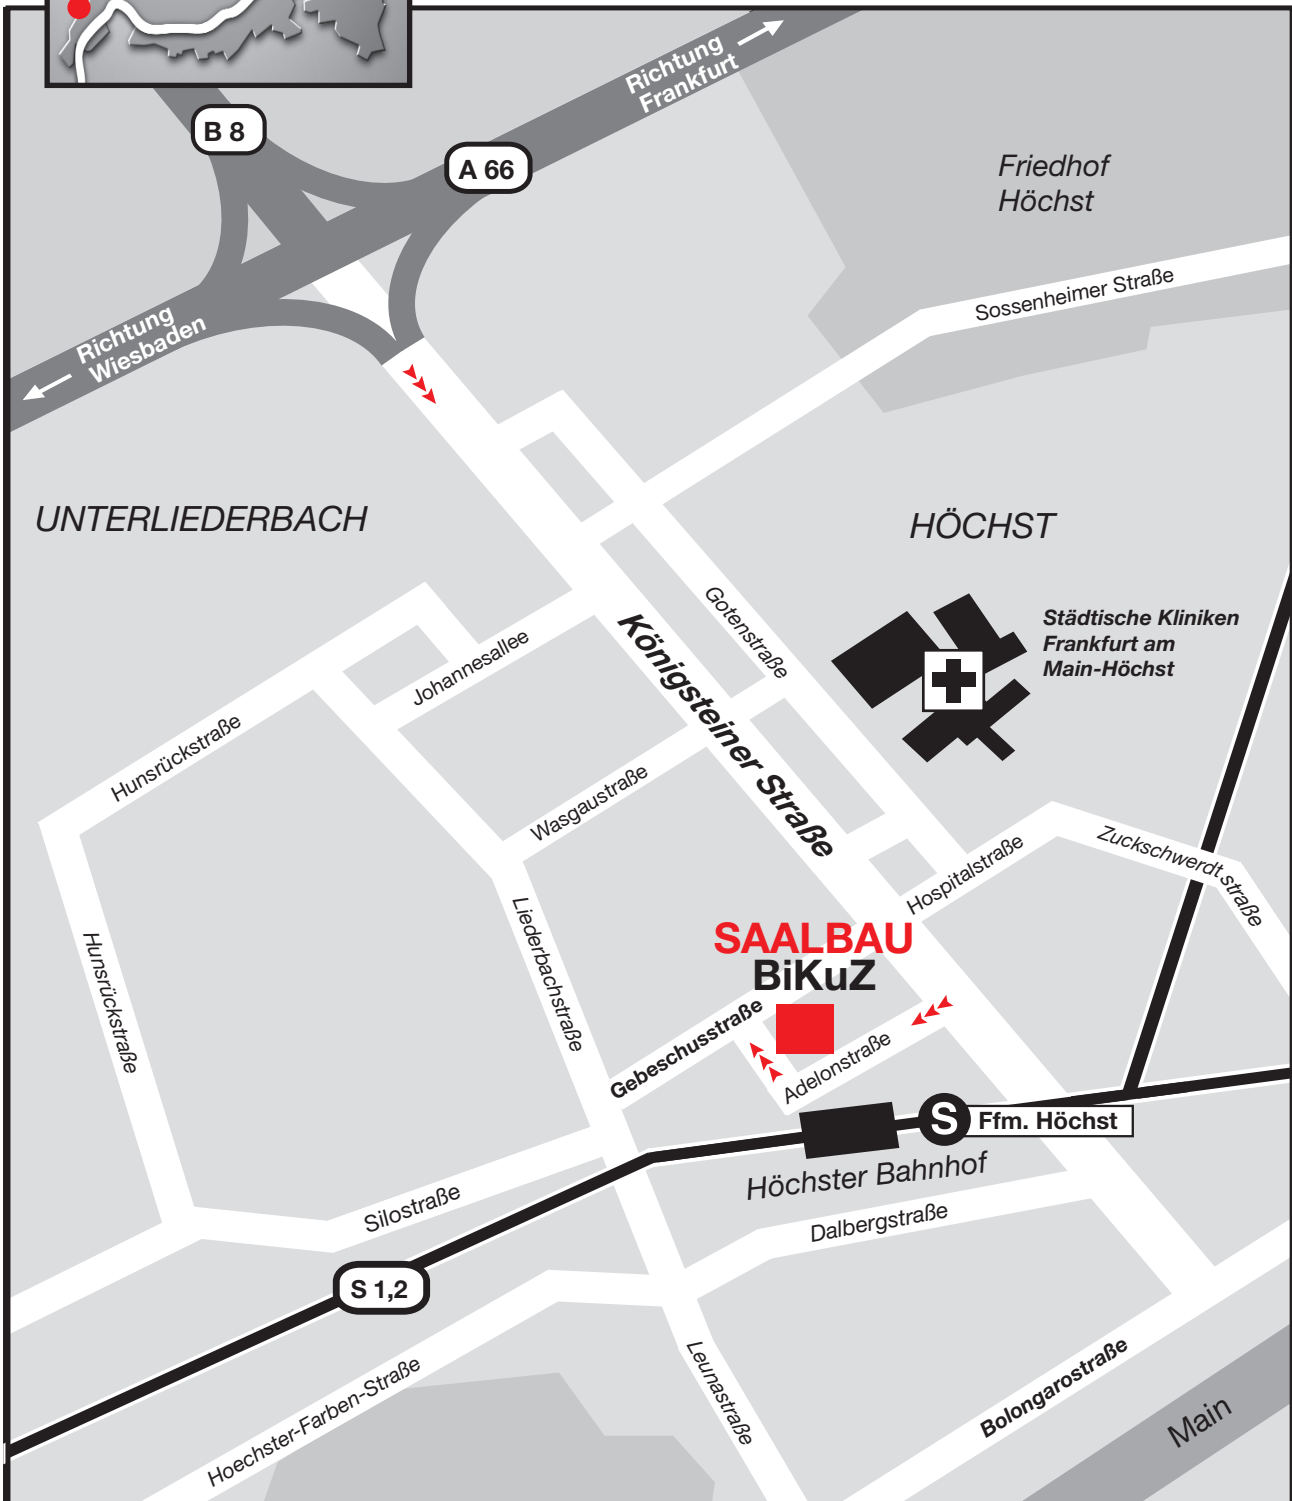 Richtung
Frankfurt
B 8
A 66
Friedhof
Höchst
Sossenheimer Straße
Richtung
Wiesbaden
UNTERLIEDERBACH
HÖCHST
Gotenstraße
Städtische Kliniken
Frankfurt am
Main-Höchst
Königsteiner Straße
Johannesallee
Hunsrückstraße
Wasgaustraße
Hospitalstraße
Zuckschwerdtstraße
Liederbachstraße
Hunsrückstraße
SAALBAU
BiKuZ
Gebeschusstraße
Adelonstraße
S
Ffm. Höchst
Höchster Bahnhof
Silostraße
Dalbergstraße
S 1,2
Leunastraße
Hoechster-Farben-Straße
Bolongarostraße
Main